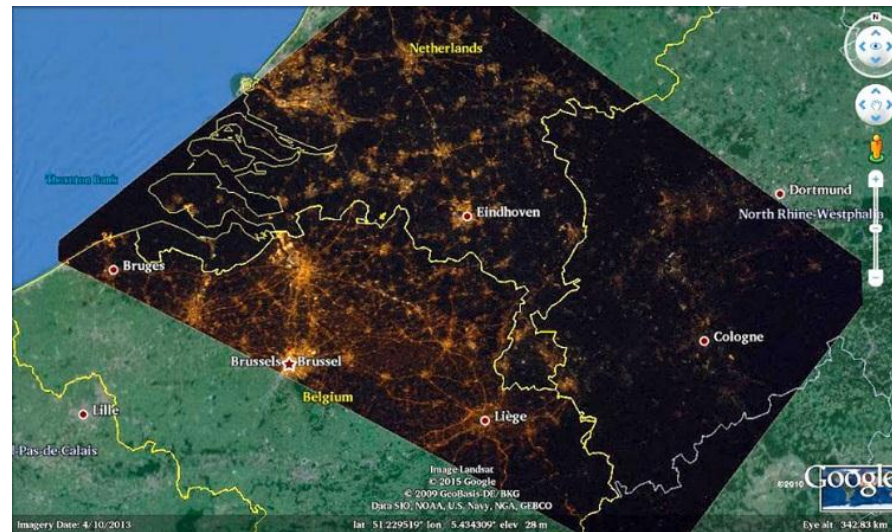 N
Netherlands
Thornton Bank
Dortmund
North Rhine-Westphalia
Eindhoven
Bruges
Cologne
Brussels
Brussel
Belgium
Lille
Liège
l-Pas-de-Calais
Image Landsat
© 2015 Google
© 2009 GeoBasis-DE/BKG
Data SIO, NOAA, U.S. Navy, NGA, GEBCO
©2010 Google
Imagery Date: 4/10/2013
lat 51.229519° lon 5.434309° elev 28 m
Eye alt 342.83 km